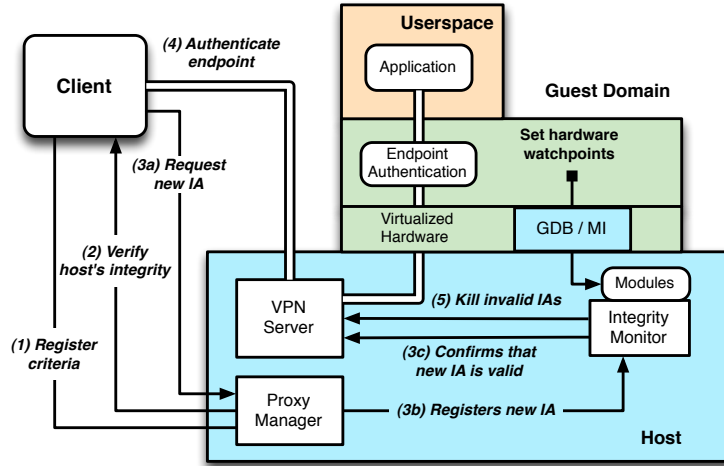 Userspace
(4) Authenticate
endpoint
Client
Application
Guest Domain
Set hardware
watchpoints
Endpoint
Authentication
(3a) Request
new IA
Virtualized
Hardware
GDB / MI
(2) Verify
host's integrity
Modules
(5) Kill invalid IAs
VPN
Server
Integrity
Monitor
(1) Register
criteria
(3c) Confirms that
new IA is valid
Proxy
Manager
(3b) Registers new IA
Host